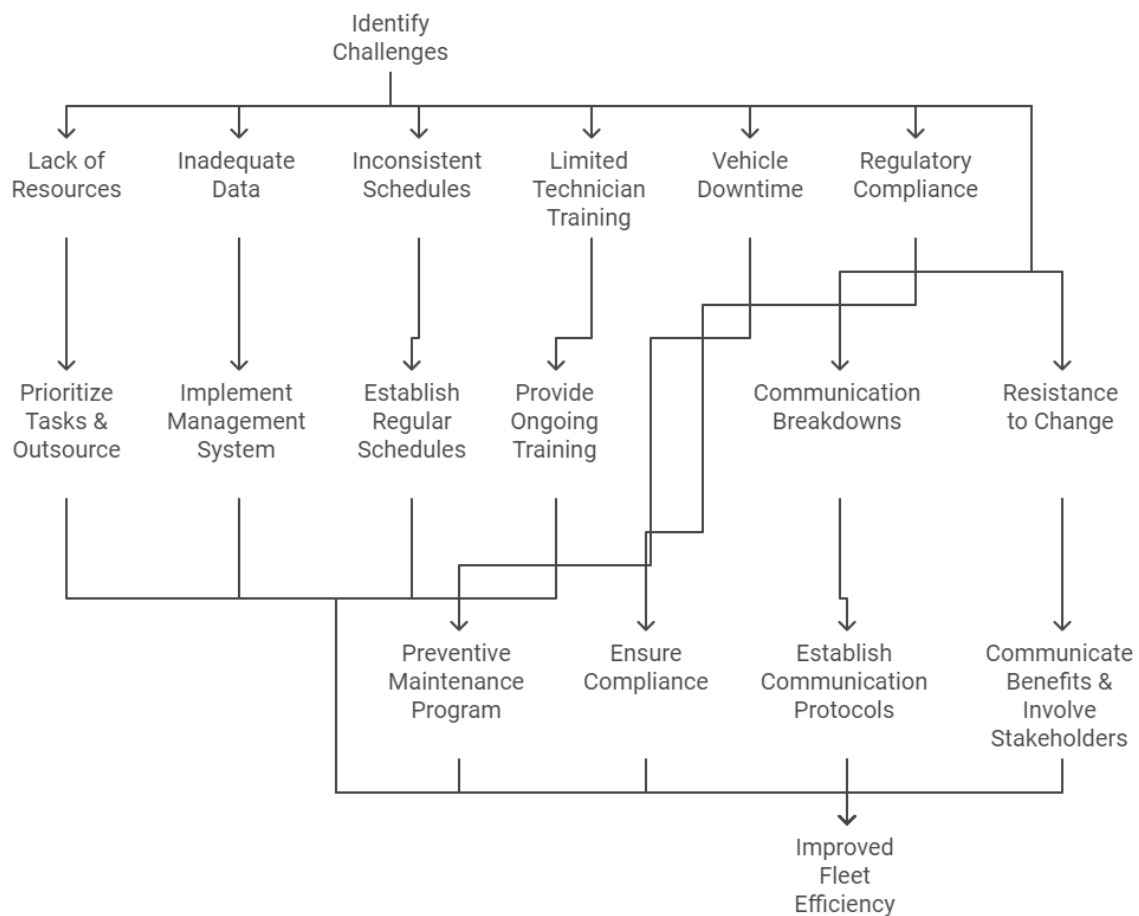 Identify
Challenges
Lack of
Resources
Inadequate
Data
Inconsistent
Schedules
Limited
Technician
Training
Vehicle
Downtime
Regulatory
Compliance
Prioritize
Tasks &
Outsource
Implement
Management
System
Establish
Regular
Schedules
Provide
Ongoing
Training
Communication
Breakdowns
Resistance
to Change
Preventive
Maintenance
Program
Ensure
Compliance
Establish
Communication
Protocols
Communicate
Benefits &
Involve
Stakeholders
Improved
Fleet
Efficiency